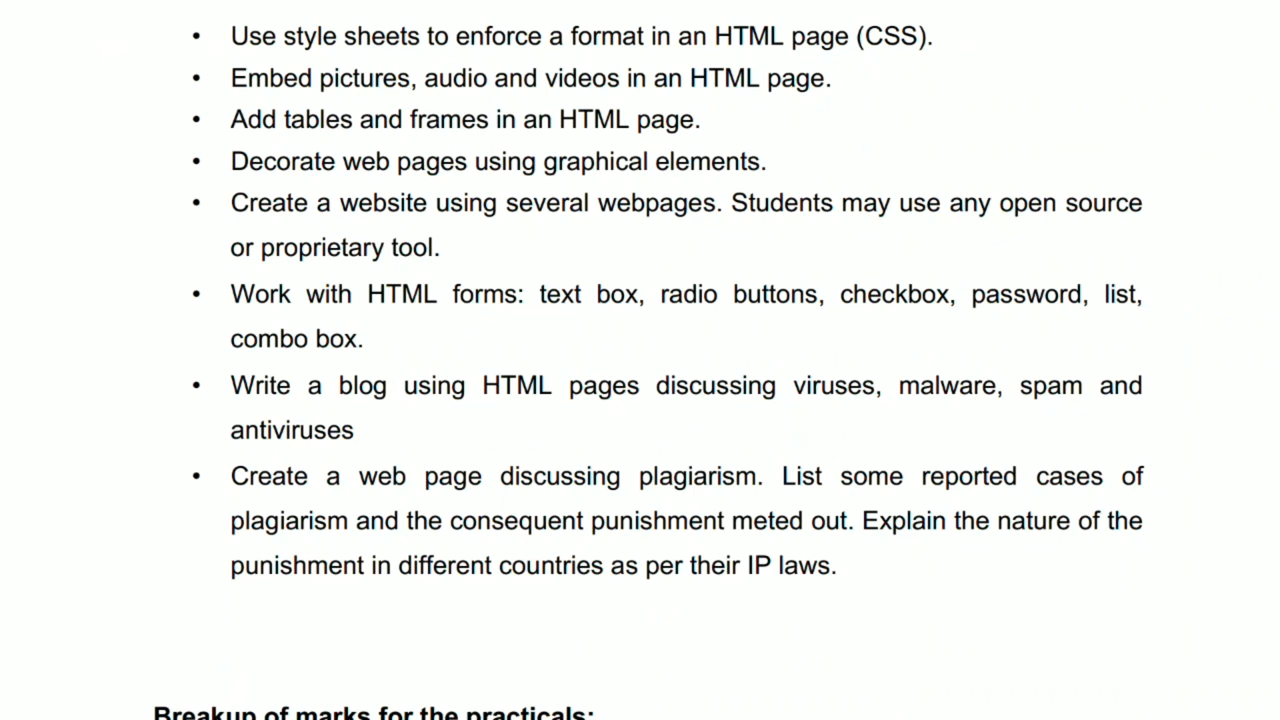 • Use style sheets to enforce a format in an HTML page (CSS).
• Embed pictures, audio and videos in an HTML page.
• Add tables and frames in an HTML page.
• Decorate web pages using graphical elements.
• Create a website using several webpages. Students may use any open source
or proprietary tool.
• Work with HTML forms: text box, radio buttons, checkbox, password, list,
combo box.
• Write a blog using HTML pages discussing viruses, malware, spam and
antiviruses
• Create a web page discussing plagiarism. List some reported cases of
plagiarism and the consequent punishment meted out. Explain the nature of the
punishment in different countries as per their IP laws.
Breakup of marks for the practicals: